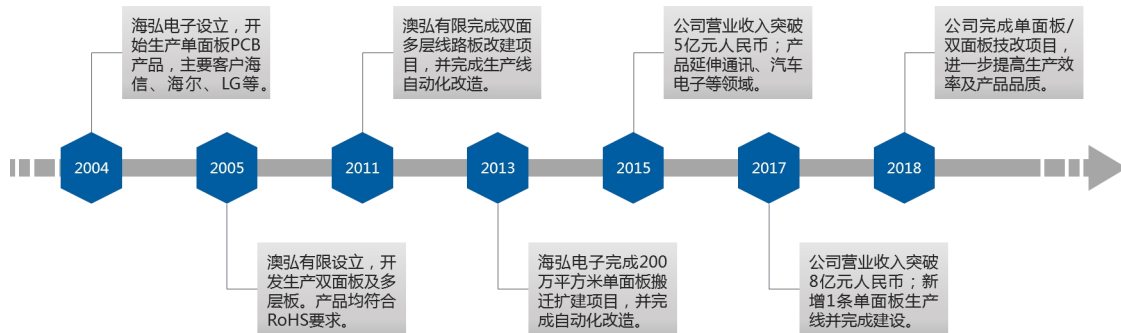 海弘电子设立，开
始生产单面板PCB
产品，主要客户海
信、海尔、LG等。
澳弘有限完成双面
多层线路板改建项
目，并完成生产线
自动化改造。
公司营业收入突破
5亿元人民币；产
品延伸通讯、汽车
电子等领域。
公司完成单面板/
双面板技改项目，
进一步提高生产效
率及产品品质。
2004
2005
2011
2013
2015
2017
2018
澳弘有限设立，开
发生产双面板及多
层板。产品均符合
RoHS要求。
海弘电子完成200
万平方米单面板搬
迁扩建项目，并完
成自动化改造。
公司营业收入突破
8亿元人民币；新
增1条单面板生产
线并完成建设。